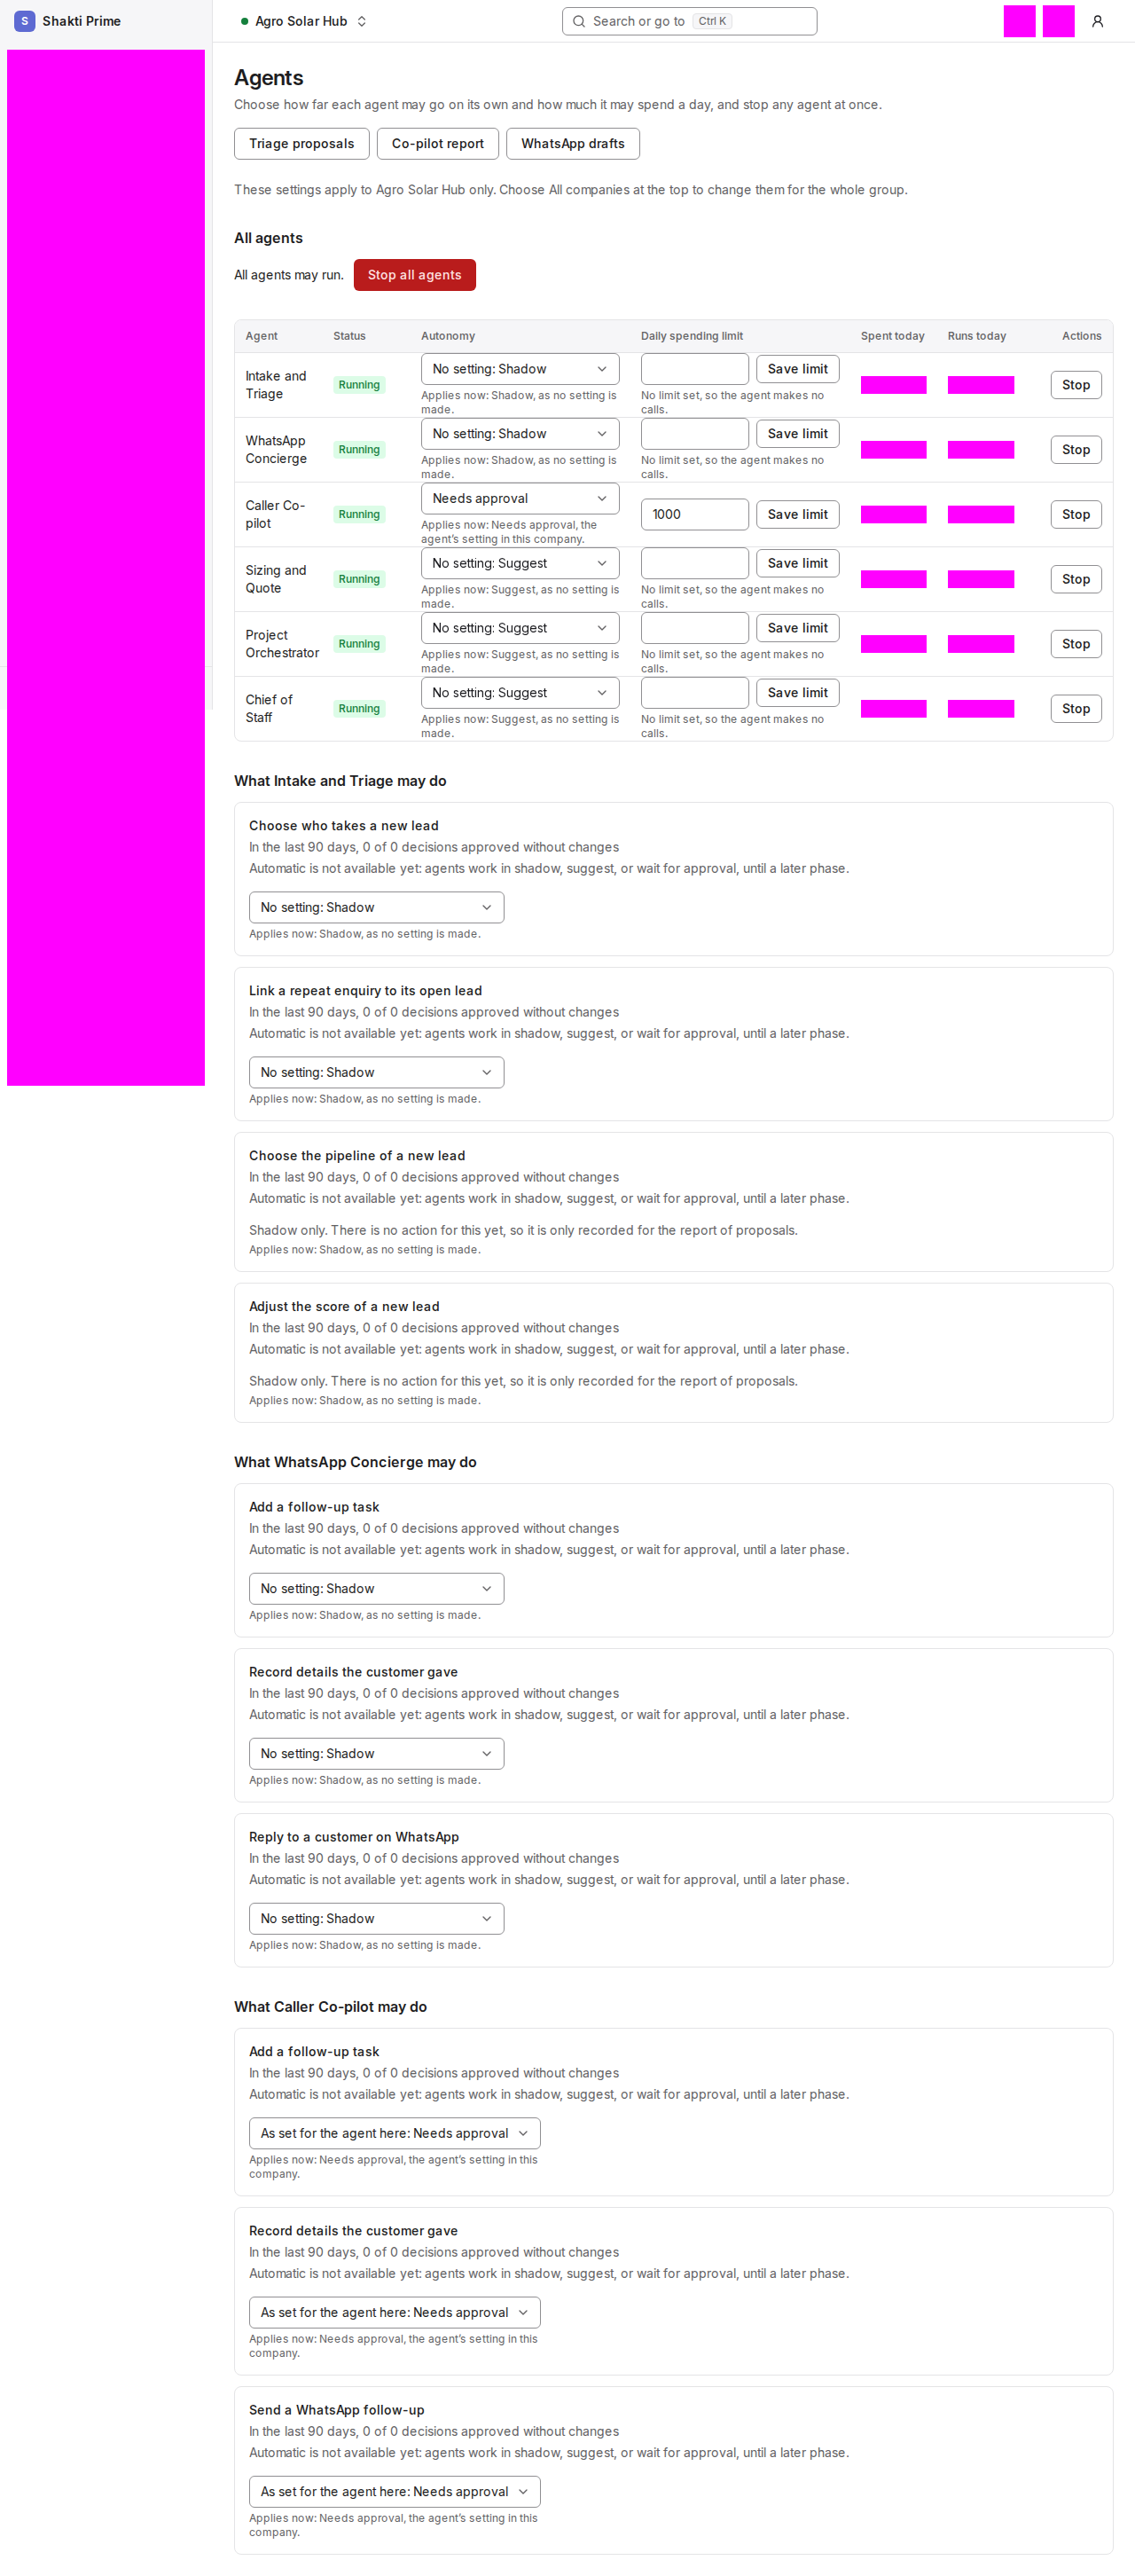 S Shakti Prime
Agro Solar Hub
Search or go to Ctrl K
Agents
Choose how far each agent may go on its own and how much it may spend a day, and stop any agent at once.
Triage proposals Co-pilot report WhatsApp drafts
These settings apply to Agro Solar Hub only. Choose All companies at the top to change them for the whole group.
All agents
All agents may run. Stop all agents
Agent Status Autonomy Daily spending limit Spent today Runs today Actions
Intake and Triage
Running
No setting: Shadow
Applies now: Shadow, as no setting is made.
Save limit
No limit set, so the agent makes no calls.
Stop
WhatsApp Concierge
Running
No setting: Shadow
Applies now: Shadow, as no setting is made.
Save limit
No limit set, so the agent makes no calls.
Stop
Caller Co-pilot
Running
Needs approval
Applies now: Needs approval, the agent's setting in this company.
1000
Save limit
Stop
Sizing and Quote
Running
No setting: Suggest
Applies now: Suggest, as no setting is made.
Save limit
No limit set, so the agent makes no calls.
Stop
Project Orchestrator
Running
No setting: Suggest
Applies now: Suggest, as no setting is made.
Save limit
No limit set, so the agent makes no calls.
Stop
Chief of Staff
Running
No setting: Suggest
Applies now: Suggest, as no setting is made.
Save limit
No limit set, so the agent makes no calls.
Stop
What Intake and Triage may do
Choose who takes a new lead
In the last 90 days, 0 of 0 decisions approved without changes
Automatic is not available yet: agents work in shadow, suggest, or wait for approval, until a later phase.
No setting: Shadow
Applies now: Shadow, as no setting is made.
Link a repeat enquiry to its open lead
In the last 90 days, 0 of 0 decisions approved without changes
Automatic is not available yet: agents work in shadow, suggest, or wait for approval, until a later phase.
No setting: Shadow
Applies now: Shadow, as no setting is made.
Choose the pipeline of a new lead
In the last 90 days, 0 of 0 decisions approved without changes
Automatic is not available yet: agents work in shadow, suggest, or wait for approval, until a later phase.
Shadow only. There is no action for this yet, so it is only recorded for the report of proposals.
Applies now: Shadow, as no setting is made.
Adjust the score of a new lead
In the last 90 days, 0 of 0 decisions approved without changes
Automatic is not available yet: agents work in shadow, suggest, or wait for approval, until a later phase.
Shadow only. There is no action for this yet, so it is only recorded for the report of proposals.
Applies now: Shadow, as no setting is made.
What WhatsApp Concierge may do
Add a follow-up task
In the last 90 days, 0 of 0 decisions approved without changes
Automatic is not available yet: agents work in shadow, suggest, or wait for approval, until a later phase.
No setting: Shadow
Applies now: Shadow, as no setting is made.
Record details the customer gave
In the last 90 days, 0 of 0 decisions approved without changes
Automatic is not available yet: agents work in shadow, suggest, or wait for approval, until a later phase.
No setting: Shadow
Applies now: Shadow, as no setting is made.
Reply to a customer on WhatsApp
In the last 90 days, 0 of 0 decisions approved without changes
Automatic is not available yet: agents work in shadow, suggest, or wait for approval, until a later phase.
No setting: Shadow
Applies now: Shadow, as no setting is made.
What Caller Co-pilot may do
Add a follow-up task
In the last 90 days, 0 of 0 decisions approved without changes
Automatic is not available yet: agents work in shadow, suggest, or wait for approval, until a later phase.
As set for the agent here: Needs approval
Applies now: Needs approval, the agent's setting in this
company.
Record details the customer gave
In the last 90 days, 0 of 0 decisions approved without changes
Automatic is not available yet: agents work in shadow, suggest, or wait for approval, until a later phase.
As set for the agent here: Needs approval
Applies now: Needs approval, the agent's setting in this
company.
Send a WhatsApp follow-up
In the last 90 days, 0 of 0 decisions approved without changes
Automatic is not available yet: agents work in shadow, suggest, or wait for approval, until a later phase.
As set for the agent here: Needs approval
Applies now: Needs approval, the agent's setting in this
company.